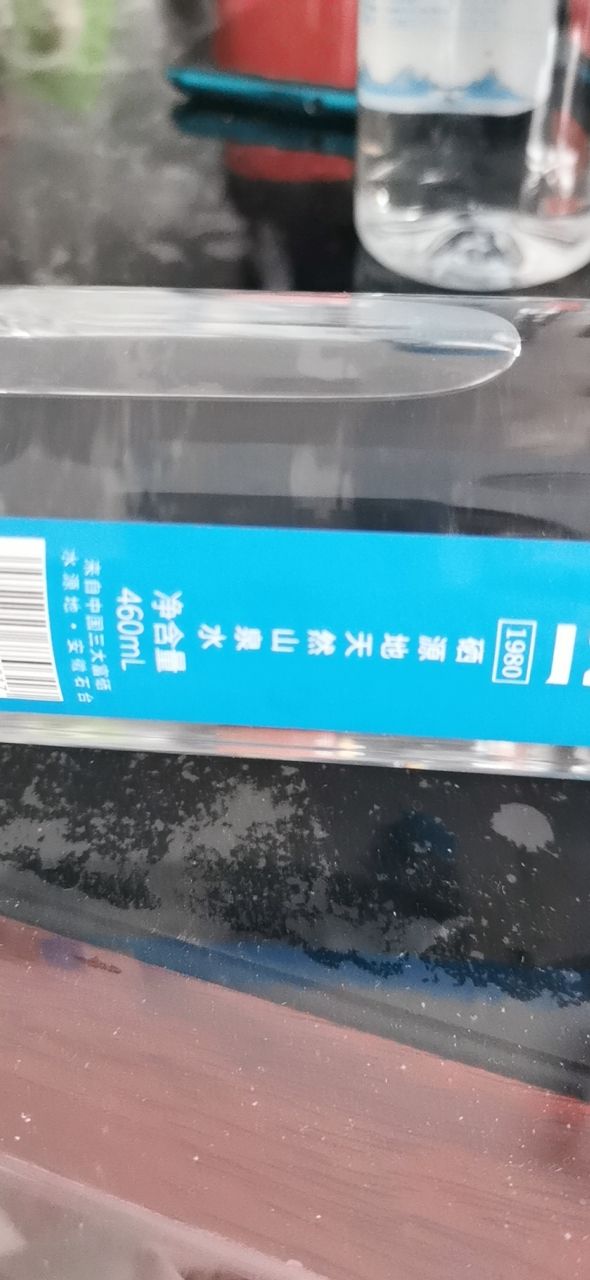 1980
硒源地天然山泉水
净含量
460mL
来自中国三大富硒
水源地·安徽石台